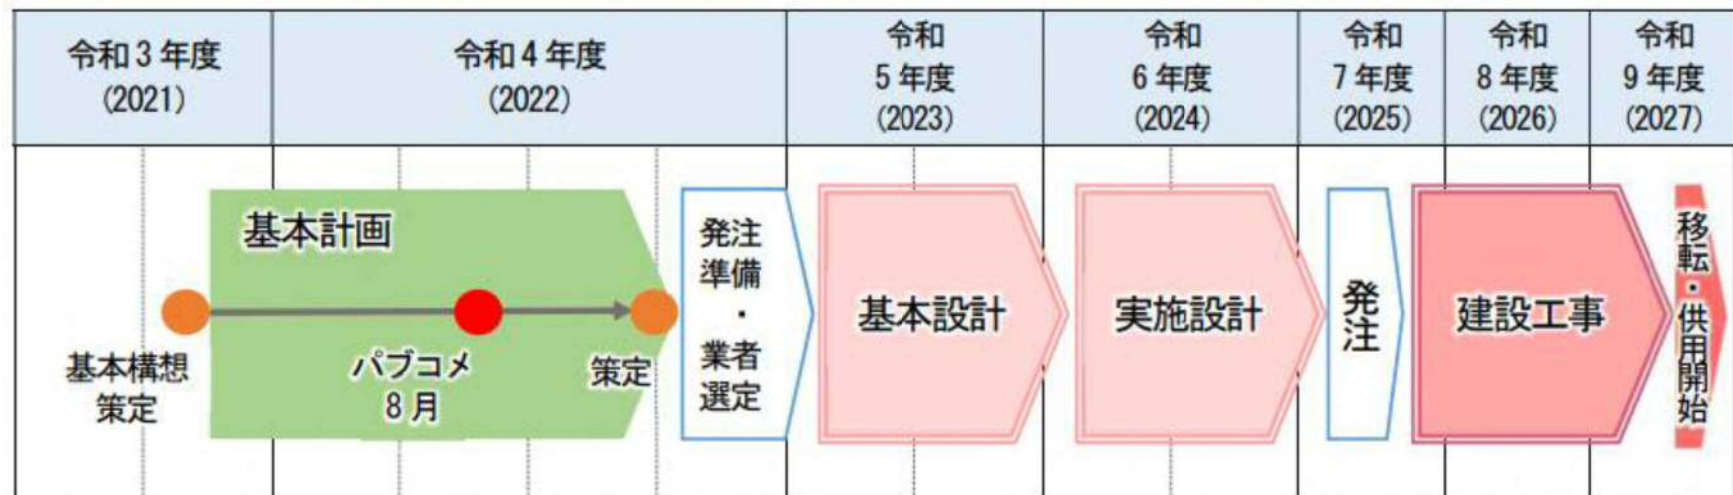 令和3年度
(2021)
令和4年度
(2022)
令和
5年度
(2023)
令和
6年度
(2024)
令和
7年度
(2025)
令和
8年度
(2026)
令和
9年度
(2027)
基本計画
基本構想
策定
パブコメ
8月
策定
発注
準備
・
業者
選定
基本設計
実施設計
発注
建設工事
移転・供用開始